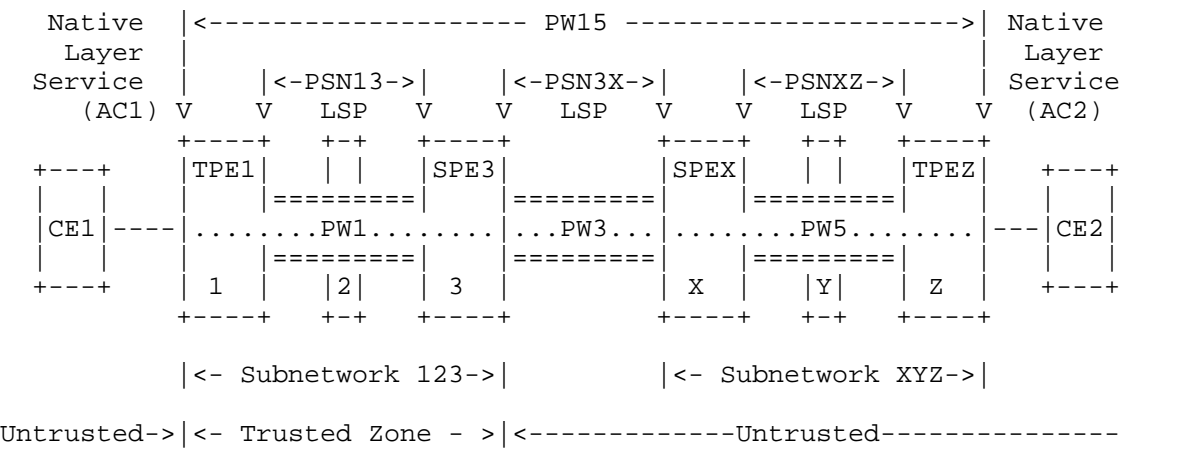 Native  |<-------------------- PW15 --------------------->| Native
    Layer  |                                                 |  Layer
  Service  |    |<-PSN13->|    |<-PSN3X->|    |<-PSNXZ->|    | Service
     (AC1) V    V   LSP   V    V   LSP   V    V   LSP   V    V  (AC2)
           +----+   +-+   +----+         +----+   +-+   +----+
  +---+    |TPE1|   | |   |SPE3|         |SPEX|   | |   |TPEZ|   +---+
  |   |    |    |=========|    |=========|    |=========|    |   |   |
  |CE1|----|........PW1........|...PW3...|........PW5........|---|CE2|
  |   |    |    |=========|    |=========|    |=========|    |   |   |
  +---+    | 1  |   |2|   | 3  |         | X  |   |Y|   | Z  |   +---+
           +----+   +-+   +----+         +----+   +-+   +----+
           |<- Subnetwork 123->|         |<- Subnetwork XYZ->|
Untrusted->|<- Trusted Zone - >|<-------------Untrusted---------------